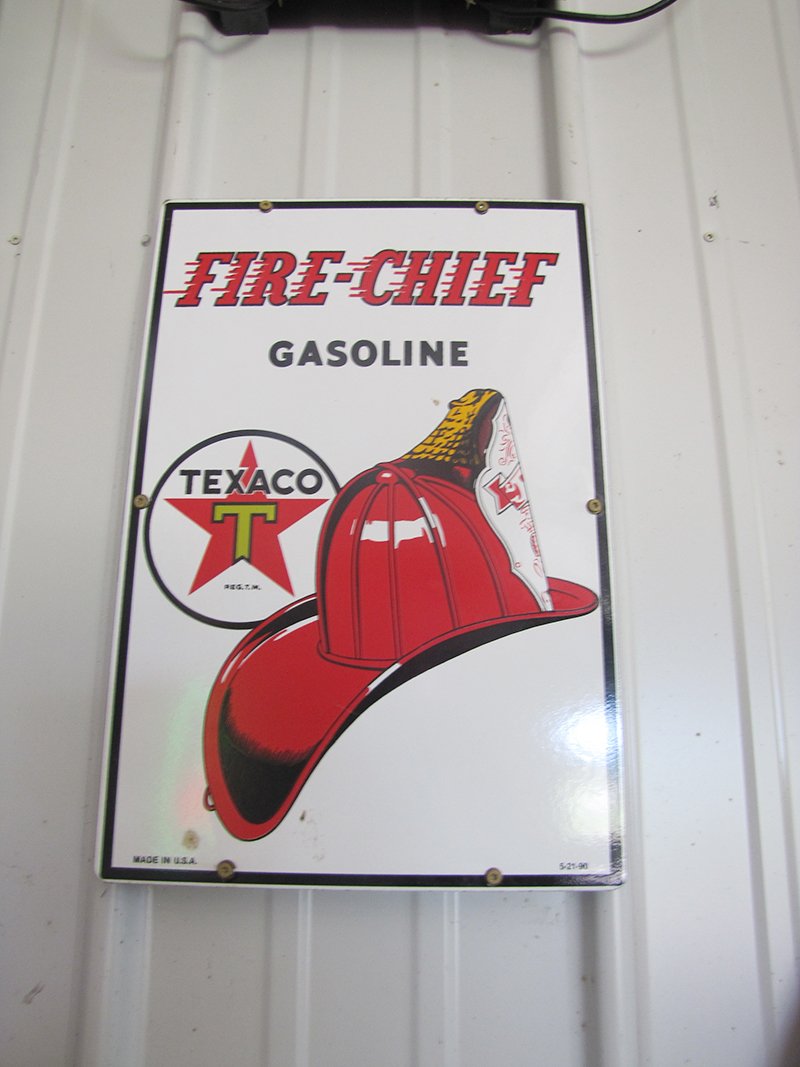 FIRE-CHIEF
GASOLINE
TEXACO
T
REG. T.M.
MADE IN U.S.A.
5-21-90